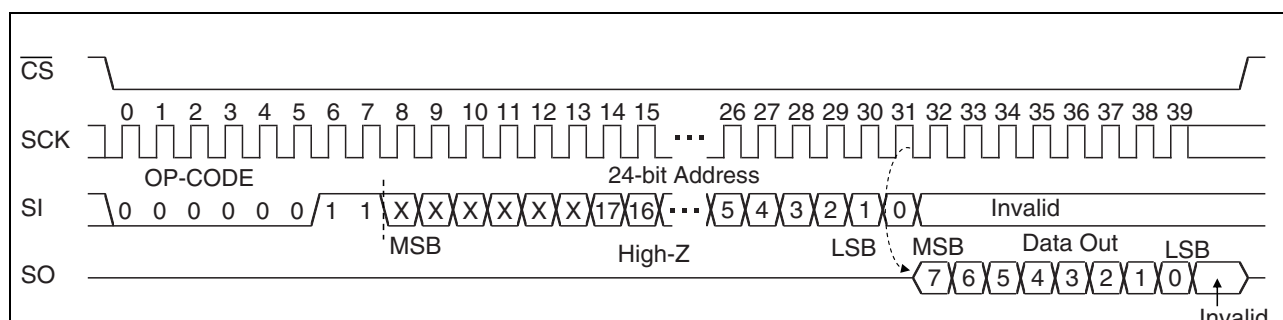 CS
0 1 2 3 4 5 6 7 8 9 10 11 12 13 14 15 26 27 28 29 30 31 32 33 34 35 36 37 38 39
SCK
OP-CODE 24-bit Address
SI 0 0 0 0 0 0 1 1 X X X X X X 17 16 5 4 3 2 1 0 Invalid
MSB High-Z LSB MSB Data Out LSB
SO 7 6 5 4 3 2 1 0
Invalid